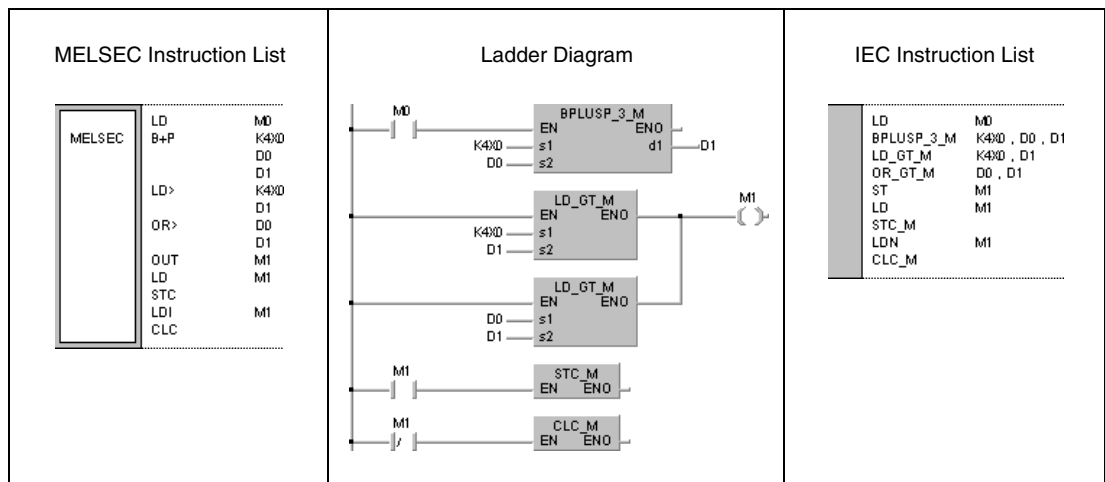 MELSEC Instruction List
MELSEC
LD M0
B+P K4X0
D0
D1
LD> K4X0
D1
OR> D0
D1
OUT M1
LD M1
STC
LDI M1
CLC
Ladder Diagram
M0
BPLUSP_3_M
EN ENO
K4X0 s1 d1 D1
D0 s2
LD_GT_M M1
EN ENO
K4X0 s1
D1 s2
LD_GT_M
EN ENO
D0 s1
D1 s2
M1 STC_M
EN ENO
M1 CLC_M
EN ENO
IEC Instruction List
LD M0
BPLUSP_3_M K4X0 , D0 , D1
LD_GT_M K4X0 , D1
OR_GT_M D0 , D1
ST M1
LD M1
STC_M
LDN M1
CLC_M